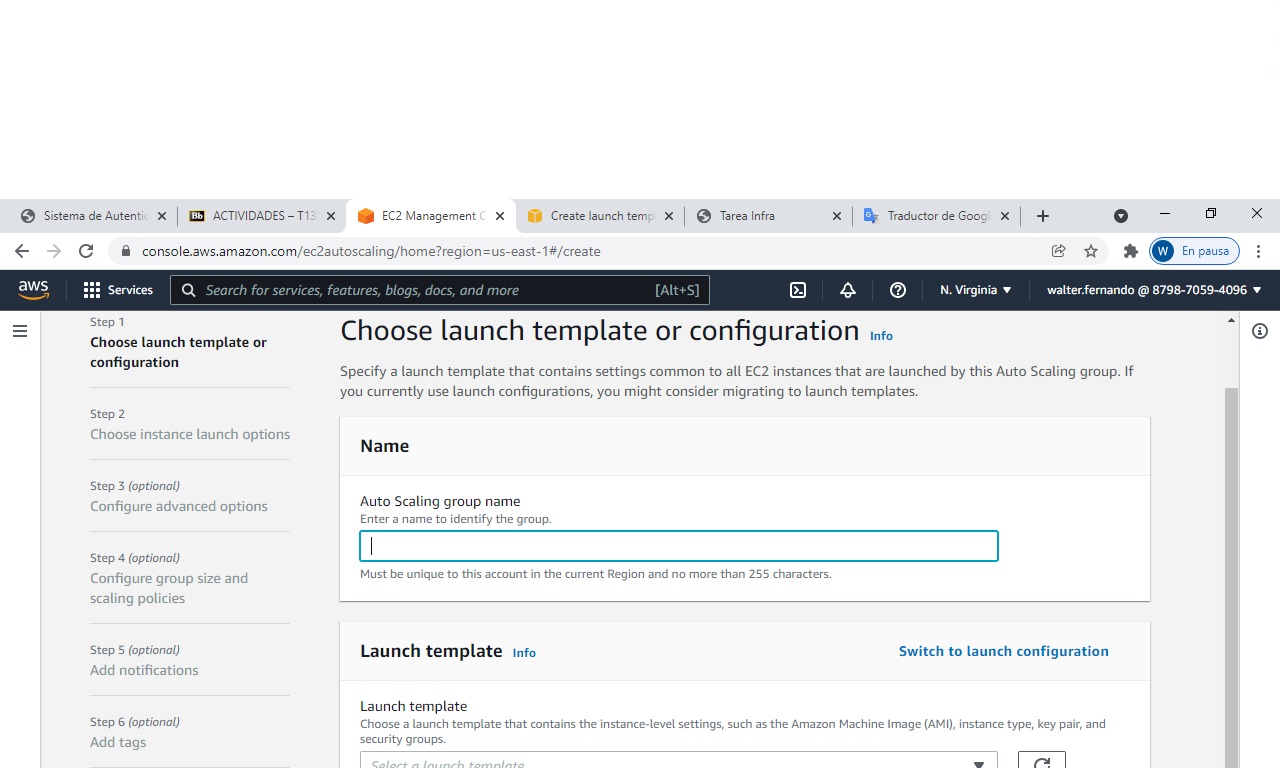 Sistema de Autentic
Bb ACTIVIDADES – T13
EC2 Management C
Create launch temp
Tarea Infra
Traductor de Googl
console.aws.amazon.com/ec2autoscaling/home?region=us-east-1#/create
W En pausa
aws
Services
Search for services, features, blogs, docs, and more [Alt+S]
N. Virginia
walter.fernando @ 8798-7059-4096
Step 1
Choose launch template or
configuration
Step 2
Choose instance launch options
Step 3 (optional)
Configure advanced options
Step 4 (optional)
Configure group size and
scaling policies
Step 5 (optional)
Add notifications
Step 6 (optional)
Add tags
Choose launch template or configuration Info
Specify a launch template that contains settings common to all EC2 instances that are launched by this Auto Scaling group. If
you currently use launch configurations, you might consider migrating to launch templates.
Name
Auto Scaling group name
Enter a name to identify the group.
Must be unique to this account in the current Region and no more than 255 characters.
Launch template Info
Switch to launch configuration
Launch template
Choose a launch template that contains the instance-level settings, such as the Amazon Machine Image (AMI), instance type, key pair, and
security groups.
Select a launch template